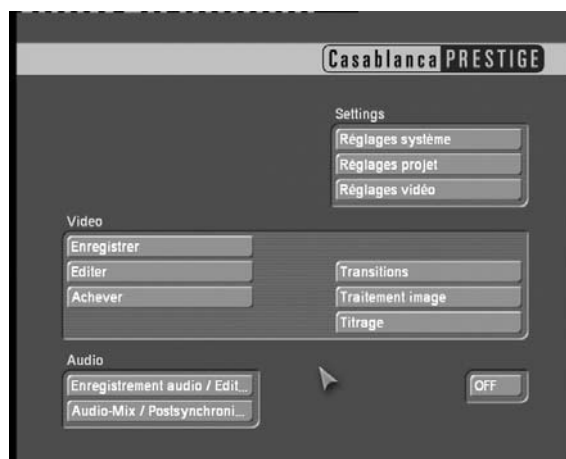 Casablanca PRESTIGE
Settings
Réglages système
Réglages projet
Réglages vidéo
Video
Enregistrer
Editer
Achever
Transitions
Traitement image
Titrage
Audio
Enregistrement audio / Edit...
Audio-Mix / Postsynchroni...
OFF